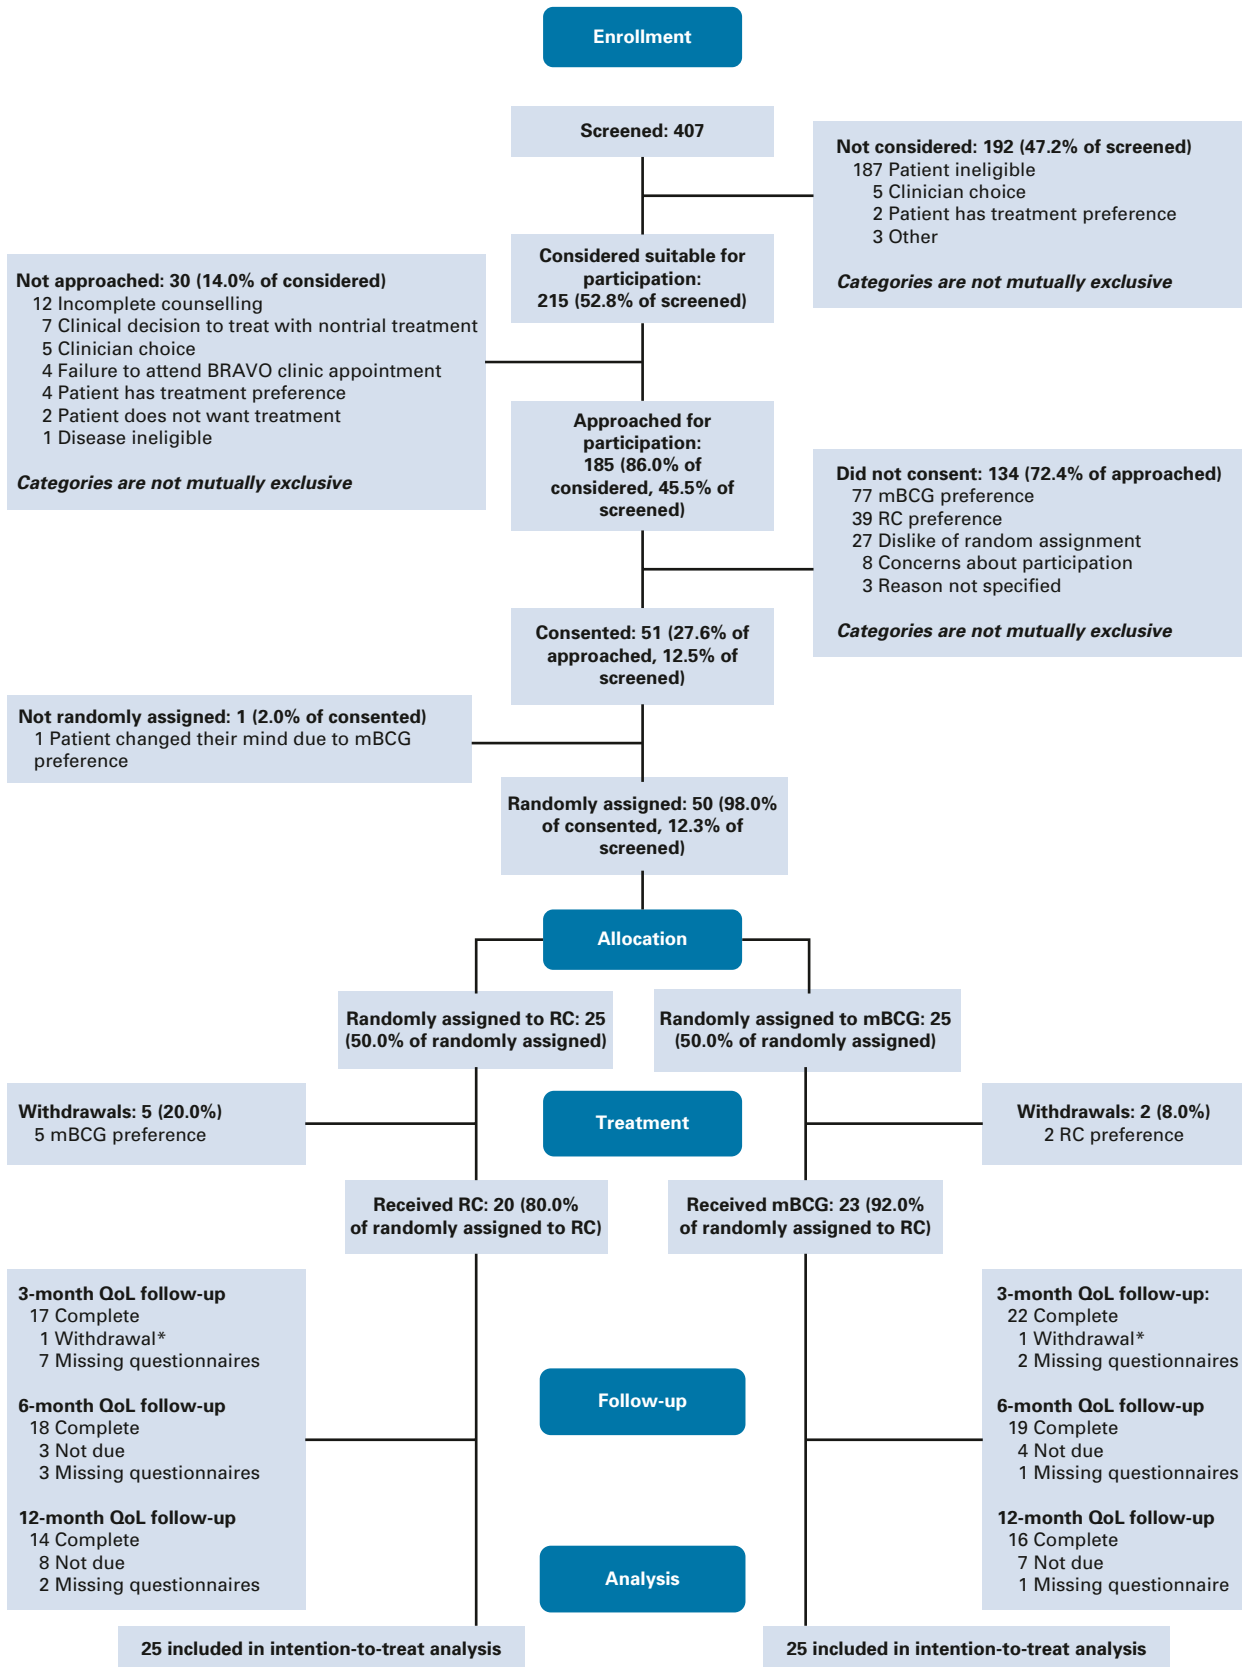 Enrollment
Screened: 407
Not considered: 192 (47.2% of screened)
187 Patient ineligible
5 Clinician choice
2 Patient has treatment preference
3 Other
Categories are not mutually exclusive
Considered suitable for
participation:
215 (52.8% of screened)
Not approached: 30 (14.0% of considered)
12 Incomplete counselling
7 Clinical decision to treat with nontrial treatment
5 Clinician choice
4 Failure to attend BRAVO clinic appointment
4 Patient has treatment preference
2 Patient does not want treatment
1 Disease ineligible
Categories are not mutually exclusive
Approached for
participation:
185 (86.0% of
considered, 45.5% of
screened)
Did not consent: 134 (72.4% of approached)
77 mBCG preference
39 RC preference
27 Dislike of random assignment
8 Concerns about participation
3 Reason not specified
Categories are not mutually exclusive
Consented: 51 (27.6% of
approached, 12.5% of
screened)
Not randomly assigned: 1 (2.0% of consented)
1 Patient changed their mind due to mBCG
preference
Randomly assigned: 50 (98.0%
of consented, 12.3% of
screened)
Allocation
Randomly assigned to RC: 25
(50.0% of randomly assigned)
Randomly assigned to mBCG: 25
(50.0% of randomly assigned)
Withdrawals: 5 (20.0%)
5 mBCG preference
Treatment
Withdrawals: 2 (8.0%)
2 RC preference
Received RC: 20 (80.0%
of randomly assigned to RC)
Received mBCG: 23 (92.0%
of randomly assigned to RC)
3-month QoL follow-up
17 Complete
1 Withdrawal*
7 Missing questionnaires
6-month QoL follow-up
18 Complete
3 Not due
3 Missing questionnaires
12-month QoL follow-up
14 Complete
8 Not due
2 Missing questionnaires
Follow-up
3-month QoL follow-up:
22 Complete
1 Withdrawal*
2 Missing questionnaires
6-month QoL follow-up
19 Complete
4 Not due
1 Missing questionnaires
12-month QoL follow-up
16 Complete
7 Not due
1 Missing questionnaire
Analysis
25 included in intention-to-treat analysis
25 included in intention-to-treat analysis